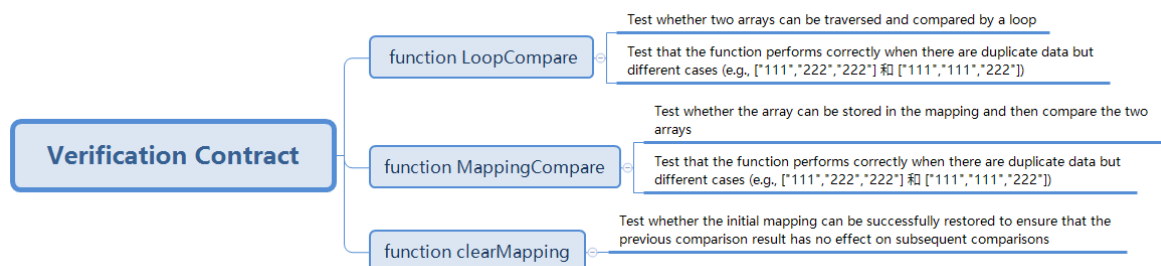 Test whether two arrays can be traversed and compared by a loop
function LoopCompare
Test that the function performs correctly when there are duplicate data but
different cases (e.g., ["111","222","222"] 和 ["111","111","222"])
Test whether the array can be stored in the mapping and then compare the two
arrays
Verification Contract
function MappingCompare
Test that the function performs correctly when there are duplicate data but
different cases (e.g., ["111","222","222"] 和 ["111","111","222"])
Test whether the initial mapping can be successfully restored to ensure that the
previous comparison result has no effect on subsequent comparisons
function clearMapping